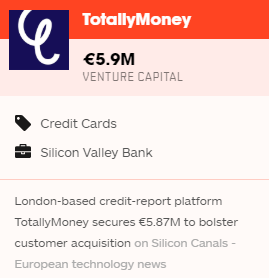 TotallyMoney
€5.9M
VENTURE CAPITAL
Credit Cards
Silicon Valley Bank
London-based credit-report platform
TotallyMoney secures €5.87M to bolster
customer acquisition on Silicon Canals -
European technology news